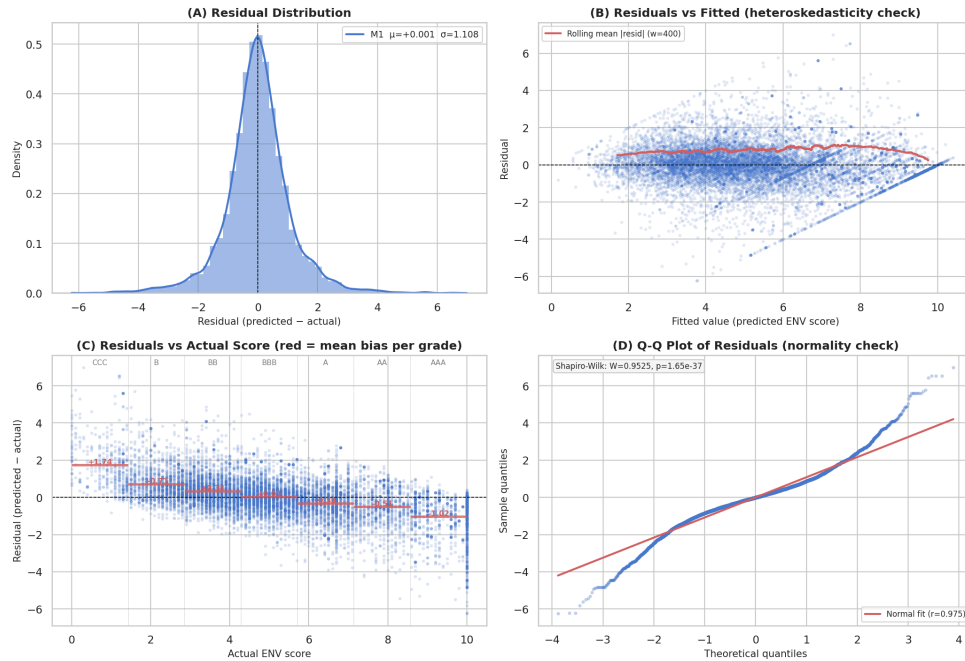 (A) Residual Distribution
M1 μ=+0.001 σ=1.108
Density
0.5
0.4
0.3
0.2
0.1
0.0
−6 −4 −2 0 2 4 6
Residual (predicted − actual)
(B) Residuals vs Fitted (heteroskedasticity check)
Rolling mean |resid| (w=400)
Residual
6
4
2
0
−2
−4
−6
2 4 6 8 10
Fitted value (predicted ENV score)
(C) Residuals vs Actual Score (red = mean bias per grade)
CCC B BB BBB A AA AAA
Residual (predicted − actual)
6
4
2
0
−2
−4
−6
0 2 4 6 8 10
Actual ENV score
(D) Q-Q Plot of Residuals (normality check)
Shapiro-Wilk: W=0.9525, p=1.65e-37
Sample quantiles
6
4
2
0
−2
−4
−6
−4 −3 −2 −1 0 1 2 3 4
Theoretical quantiles
Normal fit (r=0.975)